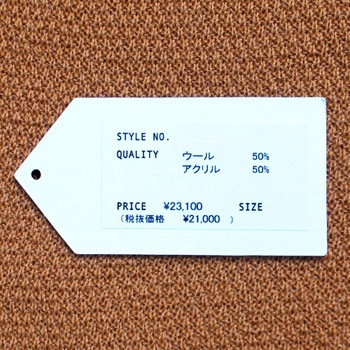 STYLE NO.
QUALITY ウール 50%
アクリル 50%
PRICE ¥23,100 SIZE
(税抜価格 ¥21,000 )